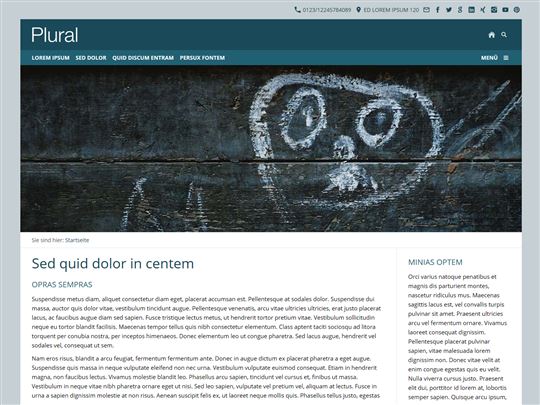 0123/12245784089 ED LOREM IPSUM 120
Plural
LOREM IPSUM SED DOLOR QUID DISCUM ENTRAM PERSUX FONTEM MENÜ
Sie sind hier: Startseite
Sed quid dolor in centem
OPRAS SEMPRAS
Suspendisse metus diam, aliquet consectetur diam eget, placerat accumsan est. Pellentesque at sodales dolor. Suspendisse dui
massa, auctor quis dolor vitae, vestibulum tincidunt augue. Pellentesque venenatis, arcu vitae ultricies ultricies, erat justo placerat
lacus, ac faucibus augue diam sed sapien. Fusce tristique lectus metus, ut hendrerit tortor pretium vitae. Vestibulum sollicitudin
neque eu tortor blandit facilisis. Maecenas tempor tellus quis nibh consectetur elementum. Class aptent taciti sociosqu ad litora
torquent per conubia nostra, per inceptos himenaeos. Donec elementum leo ut congue pharetra. Sed lacus augue, hendrerit vel
sodales vel, consequat ut sem.
Nam eros risus, blandit a arcu feugiat, fermentum fermentum ante. Donec in augue dictum ex placerat pharetra a eget augue.
Suspendisse quis massa in neque vulputate eleifend non nec urna. Vestibulum vulputate euismod consequat. Etiam in hendrerit
magna, non faucibus lectus. Vivamus molestie blandit leo. Phasellus arcu sapien, tincidunt vel cursus et, finibus ut massa.
Vestibulum in neque vitae nibh pharetra ornare eget ut nisi. Sed leo sapien, vulputate vel pretium vel, aliquam at lectus. Fusce in
urna a sapien dignissim molestie at non risus. Aenean suscipit felis ex, ut laoreet neque mollis quis. Phasellus tellus justo, egestas
MINIAS OPTEM
Orci varius natoque penatibus et
magnis dis parturient montes,
nascetur ridiculus mus. Maecenas
sagittis lacus est, vel convallis turpis
pulvinar sit amet. Praesent ultricies
arcu vel fermentum ornare. Vivamus
laoreet consequat dignissim.
Pellentesque placerat pulvinar
sapien, vitae malesuada lorem
dignissim non. Donec vitae velit at
enim congue egestas quis eu velit.
Nulla viverra cursus justo. Praesent
dui elit, porttitor id lorem at, lobortis
consequat sapien. Quisque arcu ipsum,